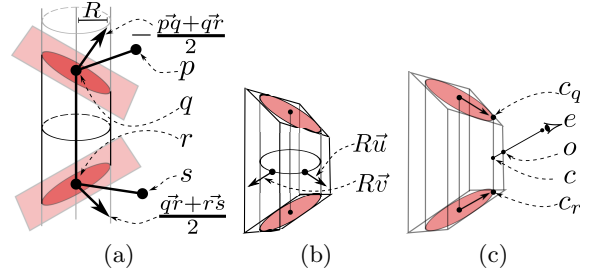 R
− (p⃗q + q⃗r)/2
p
q
r
s
(q⃗r + r⃗s)/2
(a)
Ru⃗
Rv⃗
(b)
c_q
e
o
c
c_r
(c)